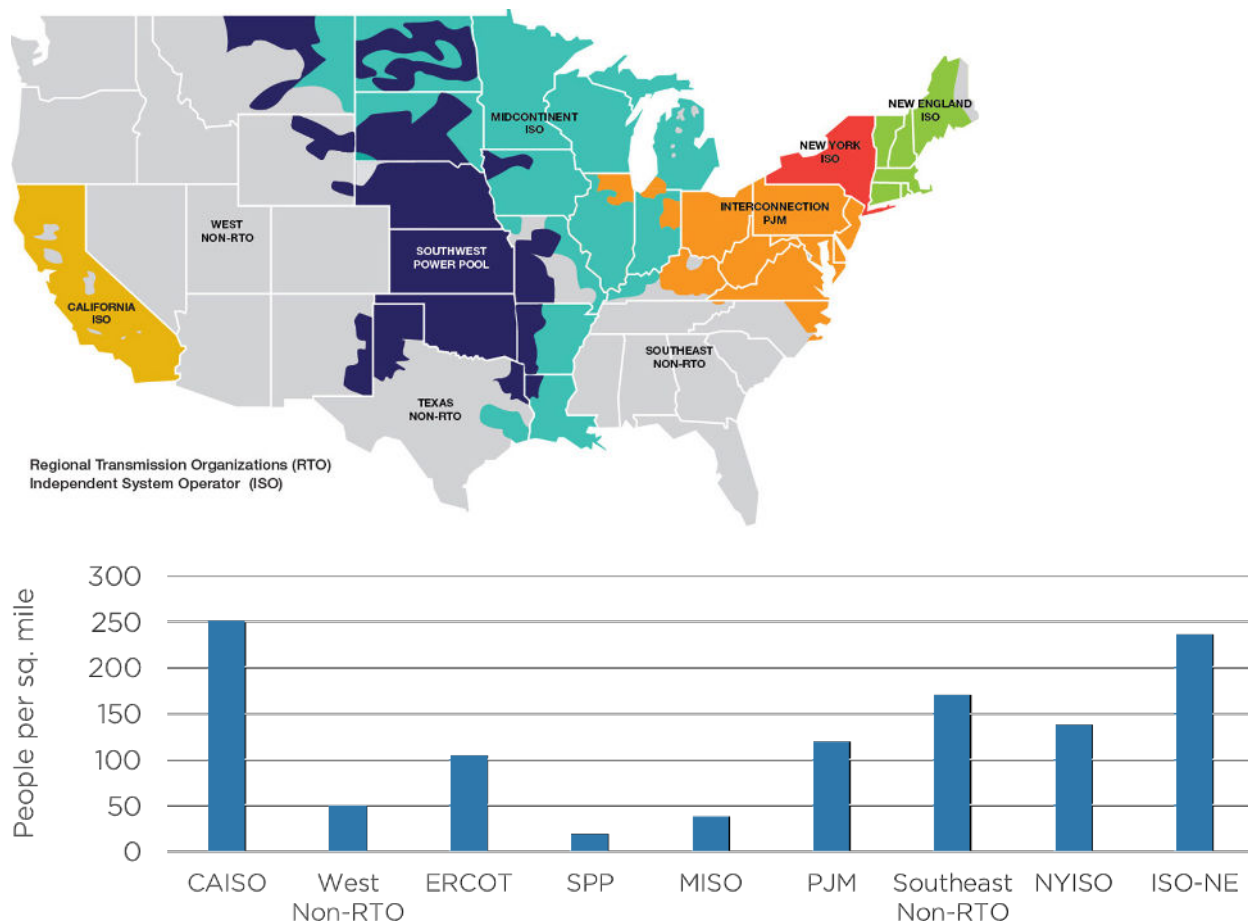 NEW ENGLAND
ISO
MIDCONTINENT
ISO
NEW YORK
ISO
INTERCONNECTION
PJM
WEST
NON-RTO
SOUTHWEST
POWER POOL
CALIFORNIA
ISO
SOUTHEAST
NON-RTO
TEXAS
NON-RTO
Regional Transmission Organizations (RTO)
Independent System Operator (ISO)
People per sq. mile
300
250
200
150
100
50
0
CAISO
West
Non-RTO
ERCOT
SPP
MISO
PJM
Southeast
Non-RTO
NYISO
ISO-NE